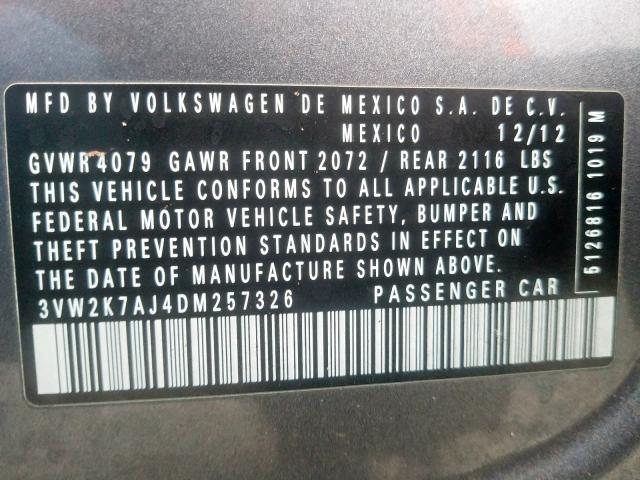 MFD BY VOLKSWAGEN DE MEXICO S.A. DE C.V.
MEXICO 12/12
GVWR 4079 GAWR FRONT 2072 / REAR 2116 LBS
THIS VEHICLE CONFORMS TO ALL APPLICABLE U.S.
FEDERAL MOTOR VEHICLE SAFETY, BUMPER AND
THEFT PREVENTION STANDARDS IN EFFECT ON
THE DATE OF MANUFACTURE SHOWN ABOVE.
3VW2K7AJ4DM257326 PASSENGER CAR
5126816 1019 M